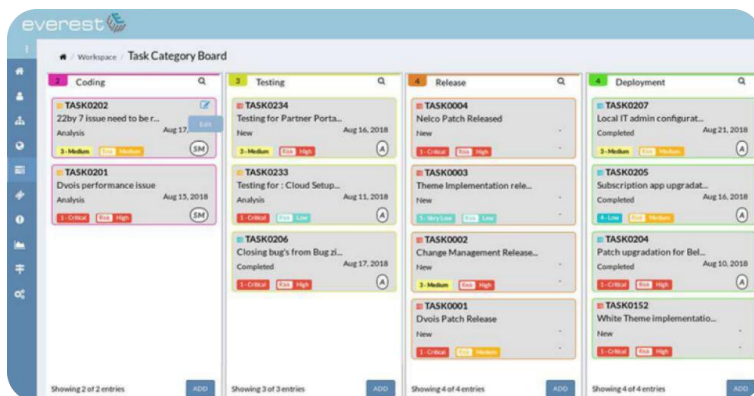 everest
/ Workspace / Task Category Board
2 Coding
TASK0202
22by 7 issue need to be r...
Analysis Aug 17,
Edit
3 - Medium Risk Medium SM
TASK0201
Dvois performance issue
Analysis Aug 15, 2018
1 - Critical Risk High SM
Showing 2 of 2 entries ADD
3 Testing
TASK0234
Testing for Partner Porta...
New Aug 16, 2018
3 - Medium Risk High A
TASK0233
Testing for : Cloud Setup...
Analysis Aug 11, 2018
1 - Critical Risk Low A
TASK0206
Closing bug's from Bug zi...
Completed Aug 17, 2018
1 - Critical Risk High A
Showing 3 of 3 entries ADD
4 Release
TASK0004
Nelco Patch Released
New -
1 - Critical Risk High -
TASK0003
Theme Implementation rele...
New -
5 - Very Low Risk Low -
TASK0002
Change Management Release...
New -
3 - Medium Risk High -
TASK0001
Dvois Patch Release
New -
1 - Critical Risk Medium -
Showing 4 of 4 entries ADD
4 Deployment
TASK0207
Local IT admin configurat...
Completed Aug 21, 2018
3 - Medium Risk Medium A
TASK0205
Subscription app upgradat...
Completed Aug 16, 2018
4 - Low Risk Medium A
TASK0204
Patch upgradation for Bel...
Completed Aug 10, 2018
1 - Critical Risk High A
TASK0152
White Theme implementatio...
New -
1 - Critical Risk High -
Showing 4 of 4 entries ADD